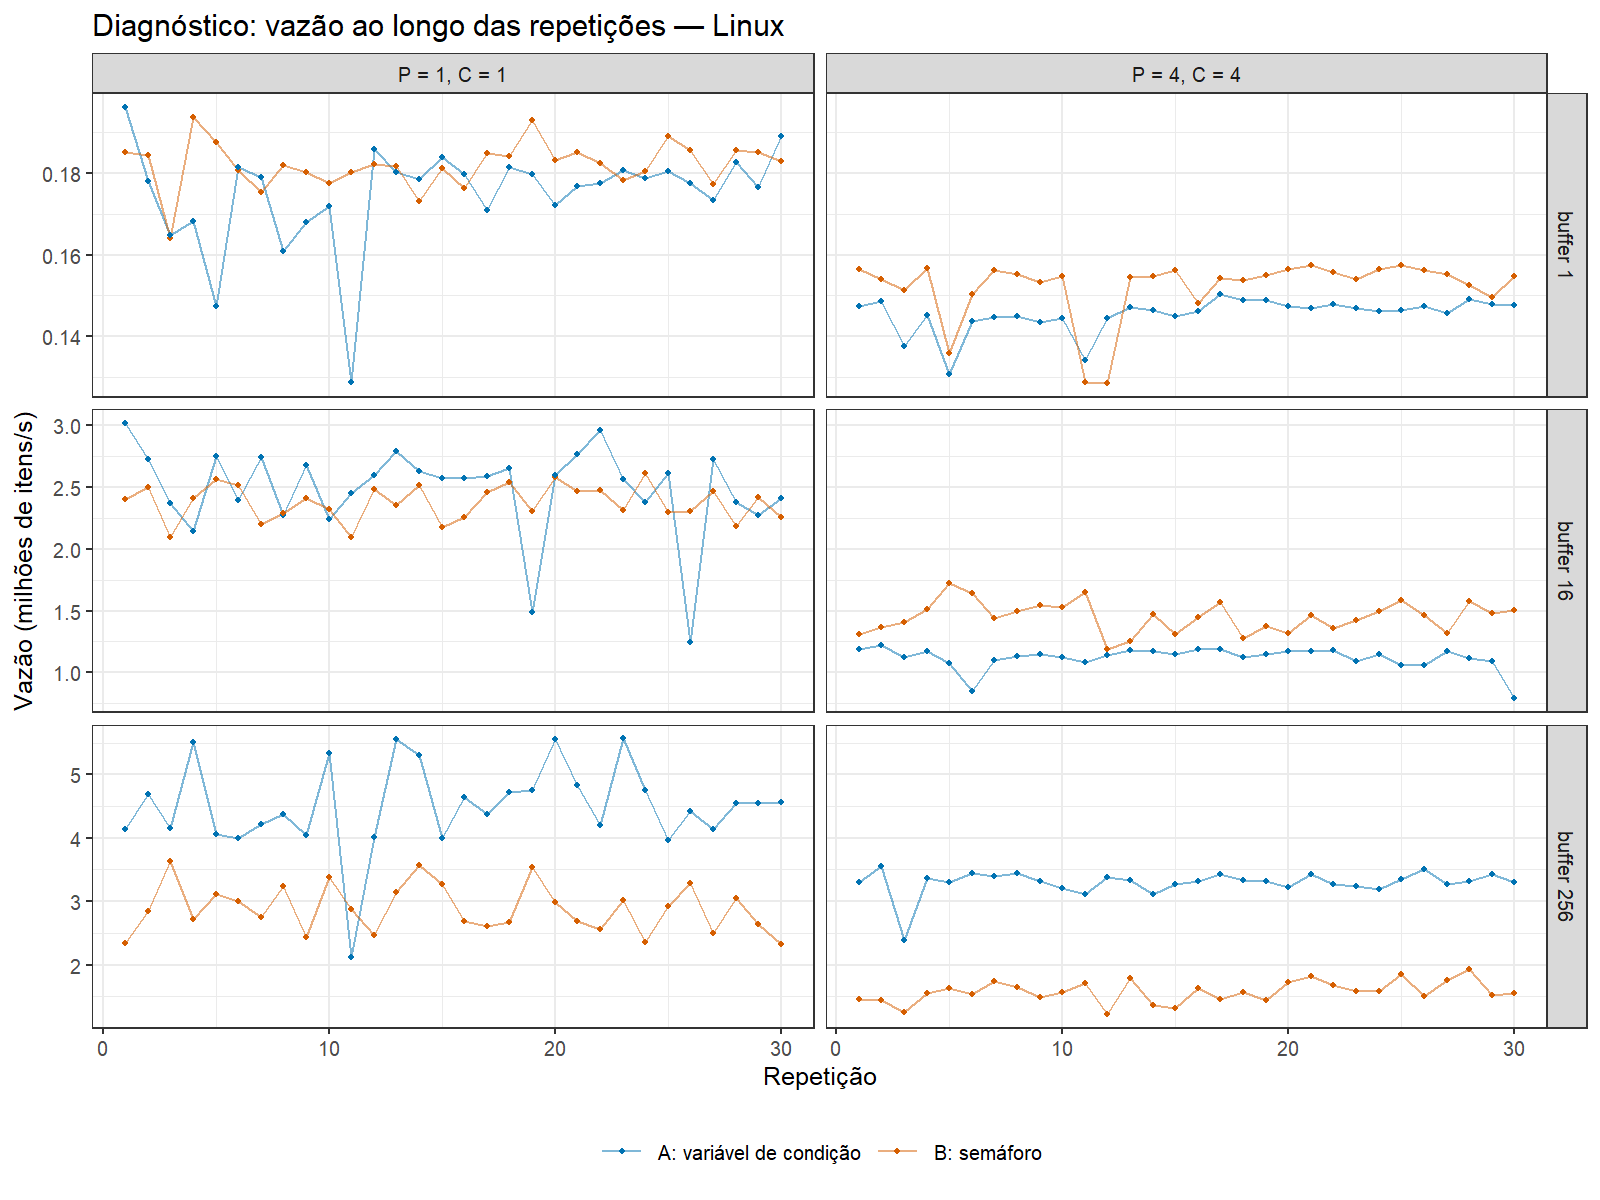 Diagnóstico: vazão ao longo das repetições — Linux
P = 1, C = 1
P = 4, C = 4
0.18
0.16
0.14
buffer 1
3.0
2.5
2.0
1.5
1.0
buffer 16
5
4
3
2
buffer 256
Vazão (milhões de itens/s)
0 10 20 30
0 10 20 30
Repetição
A: variável de condição
B: semáforo